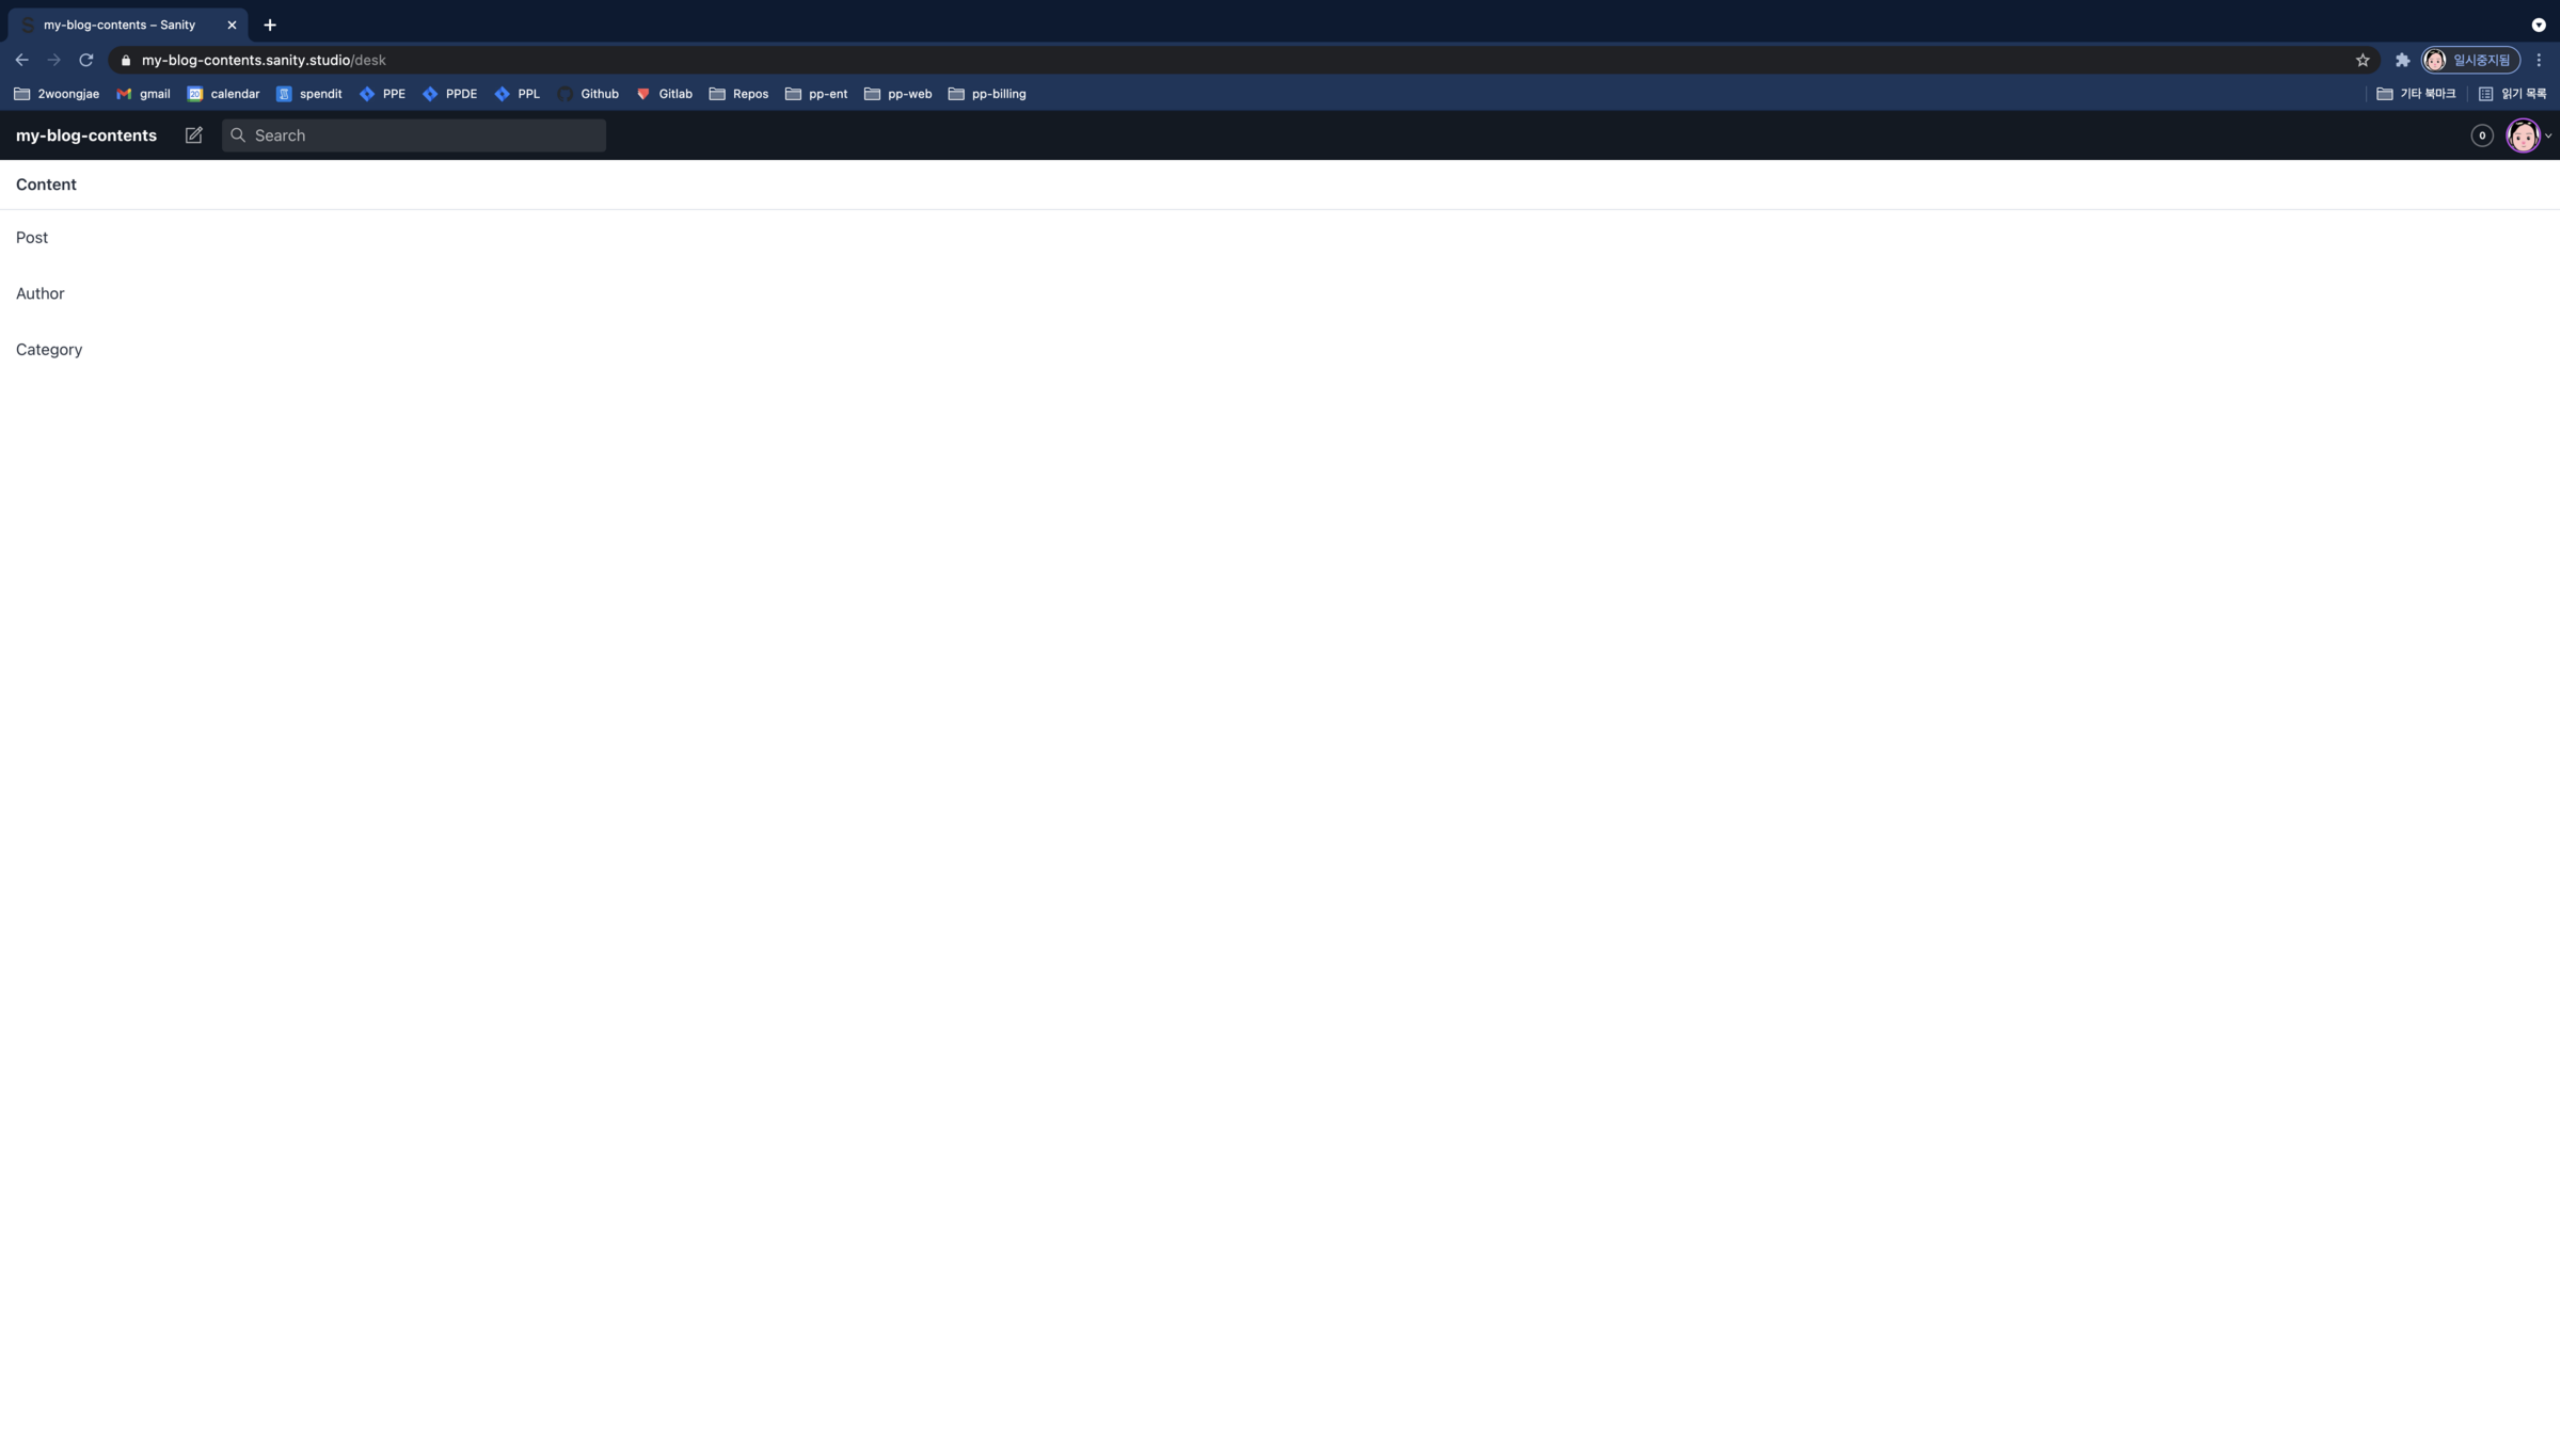 my-blog-contents – Sanity
my-blog-contents.sanity.studio/desk
일시중지됨
2woongjae gmail calendar spendit PPE PPDE PPL Github Gitlab Repos pp-ent pp-web pp-billing 기타 북마크 읽기 목록
my-blog-contents Search 0
Content
Post
Author
Category